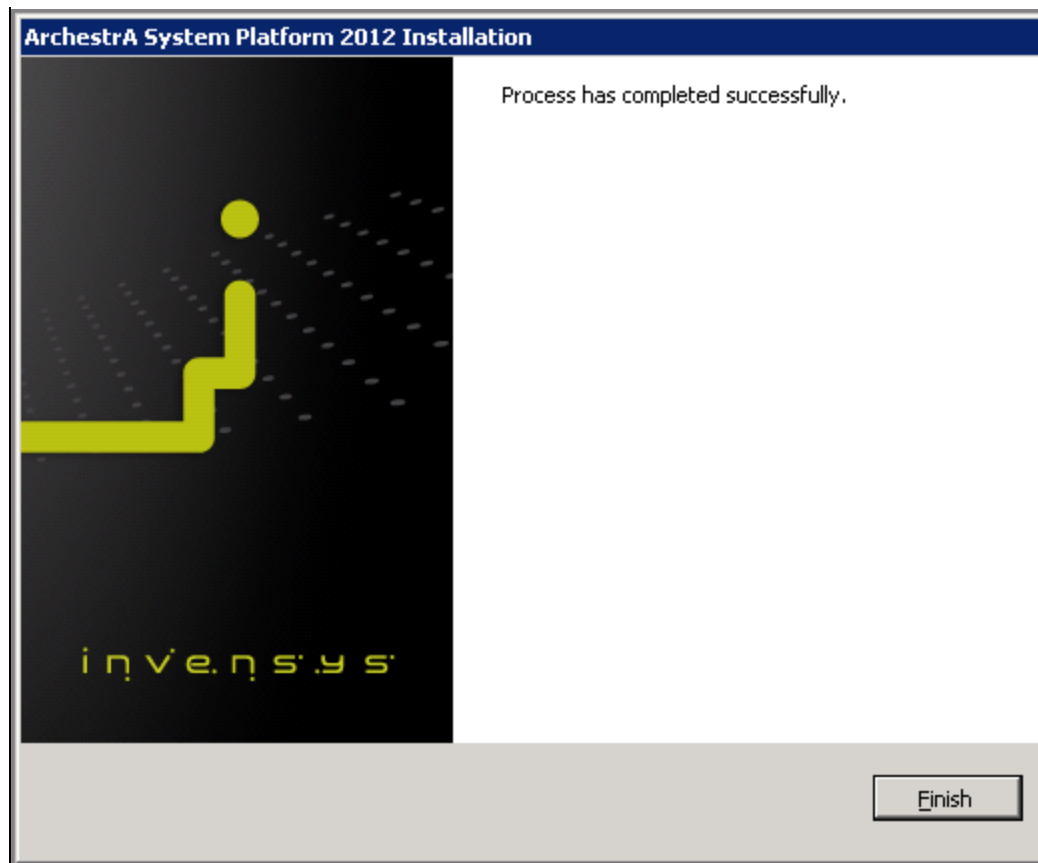 ArchestrA System Platform 2012 Installation
Process has completed successfully.
invensys
Finish